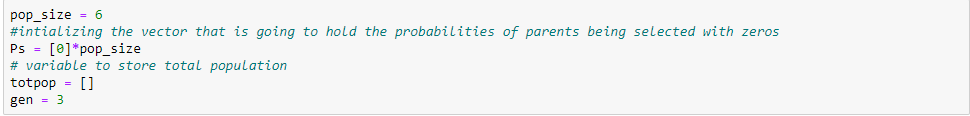 pop_size = 6
#intializing the vector that is going to hold the probabilities of parents being selected with zeros
Ps = [0]*pop_size
# variable to store total population
totpop = []
gen = 3